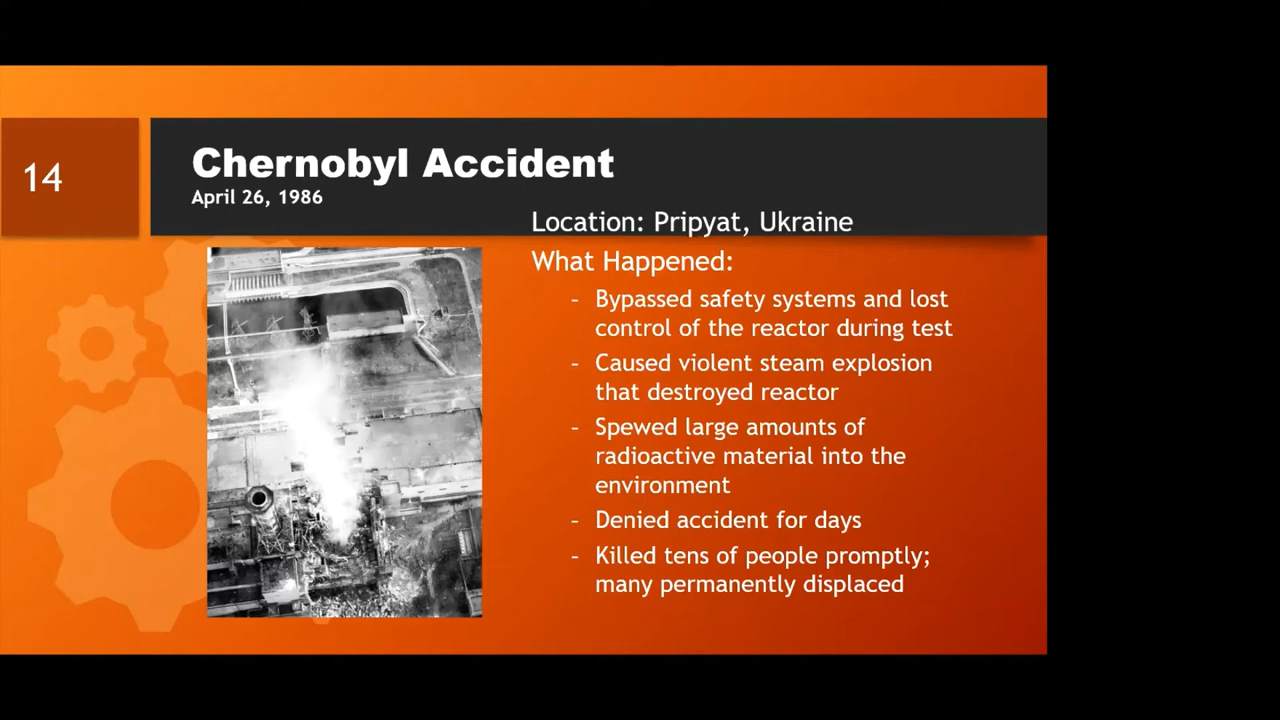 14
Chernobyl Accident
April 26, 1986
Location: Pripyat, Ukraine
What Happened:
- Bypassed safety systems and lost
control of the reactor during test
- Caused violent steam explosion
that destroyed reactor
- Spewed large amounts of
radioactive material into the
environment
- Denied accident for days
- Killed tens of people promptly;
many permanently displaced